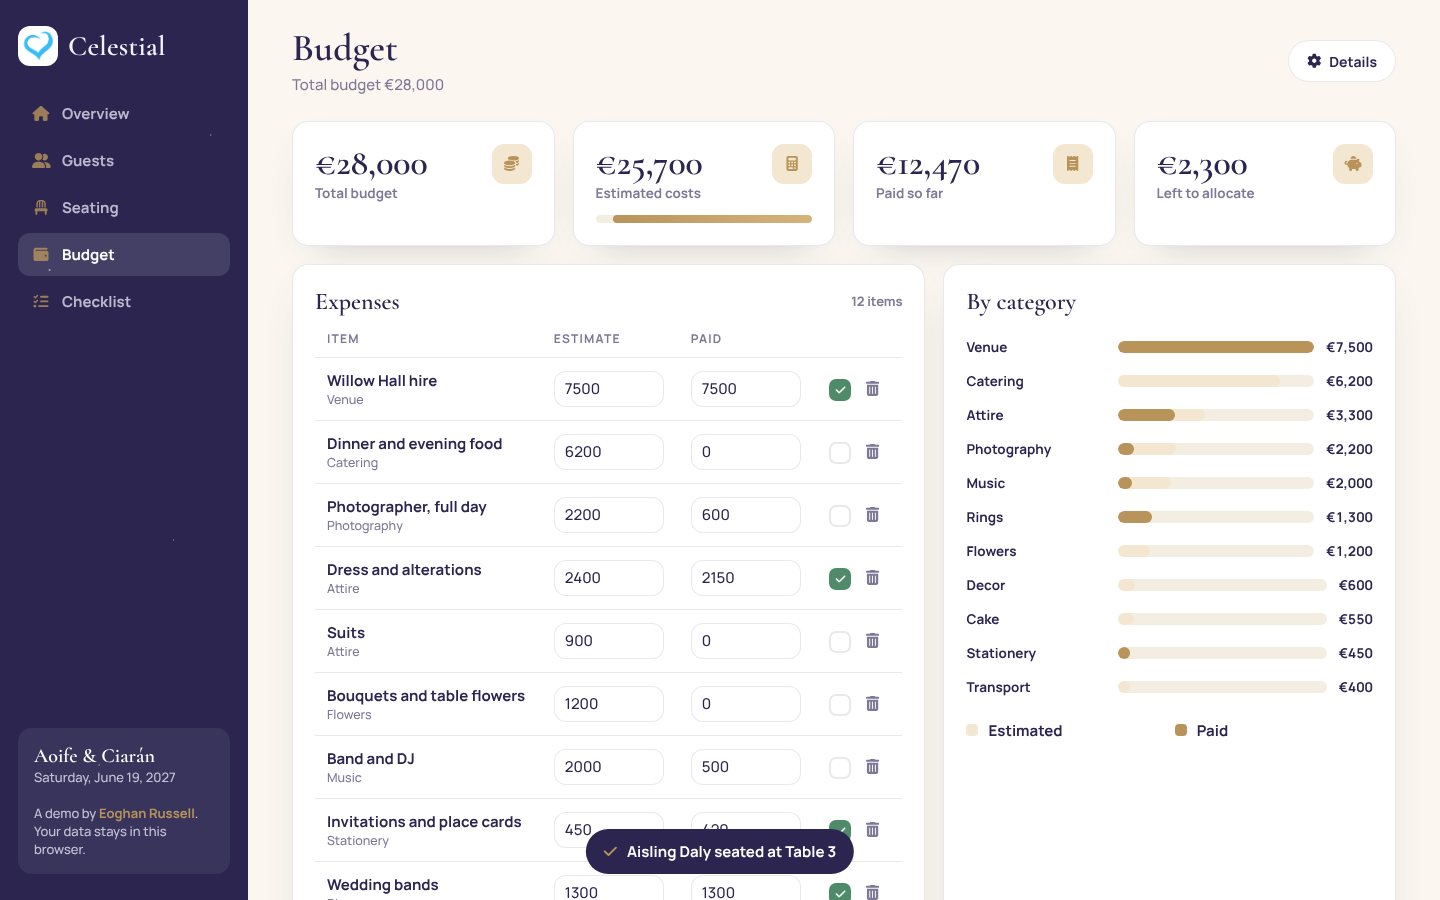 Celestial
Overview
Guests
Seating
Budget
Checklist
Aoife & Ciarán
Saturday, June 19, 2027
A demo by Eoghan Russell.
Your data stays in this
browser.
Budget
Total budget €28,000
Details
€28,000
Total budget
€25,700
Estimated costs
€12,470
Paid so far
€2,300
Left to allocate
Expenses
12 items
ITEM ESTIMATE PAID
Willow Hall hire 7500 7500
Venue
Dinner and evening food 6200 0
Catering
Photographer, full day 2200 600
Photography
Dress and alterations 2400 2150
Attire
Suits 900 0
Attire
Bouquets and table flowers 1200 0
Flowers
Band and DJ 2000 500
Music
Invitations and place cards 450
Stationery
Wedding bands 1300 1300
Aisling Daly seated at Table 3
By category
Venue €7,500
Catering €6,200
Attire €3,300
Photography €2,200
Music €2,000
Rings €1,300
Flowers €1,200
Decor €600
Cake €550
Stationery €450
Transport €400
Estimated Paid